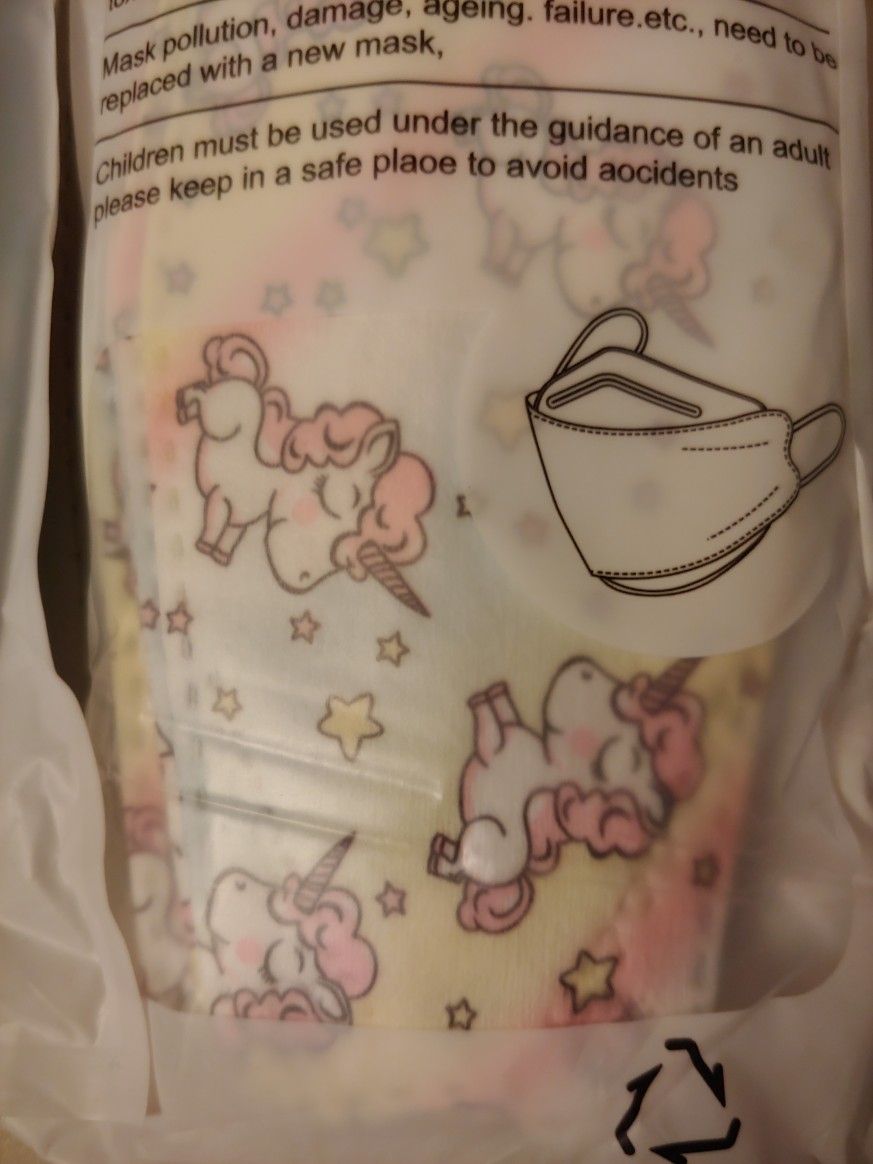 Mask pollution, damage, ageing. failure.etc., need to be
replaced with a new mask,
Children must be used under the guidance of an adult
please keep in a safe plaoe to avoid aocidents